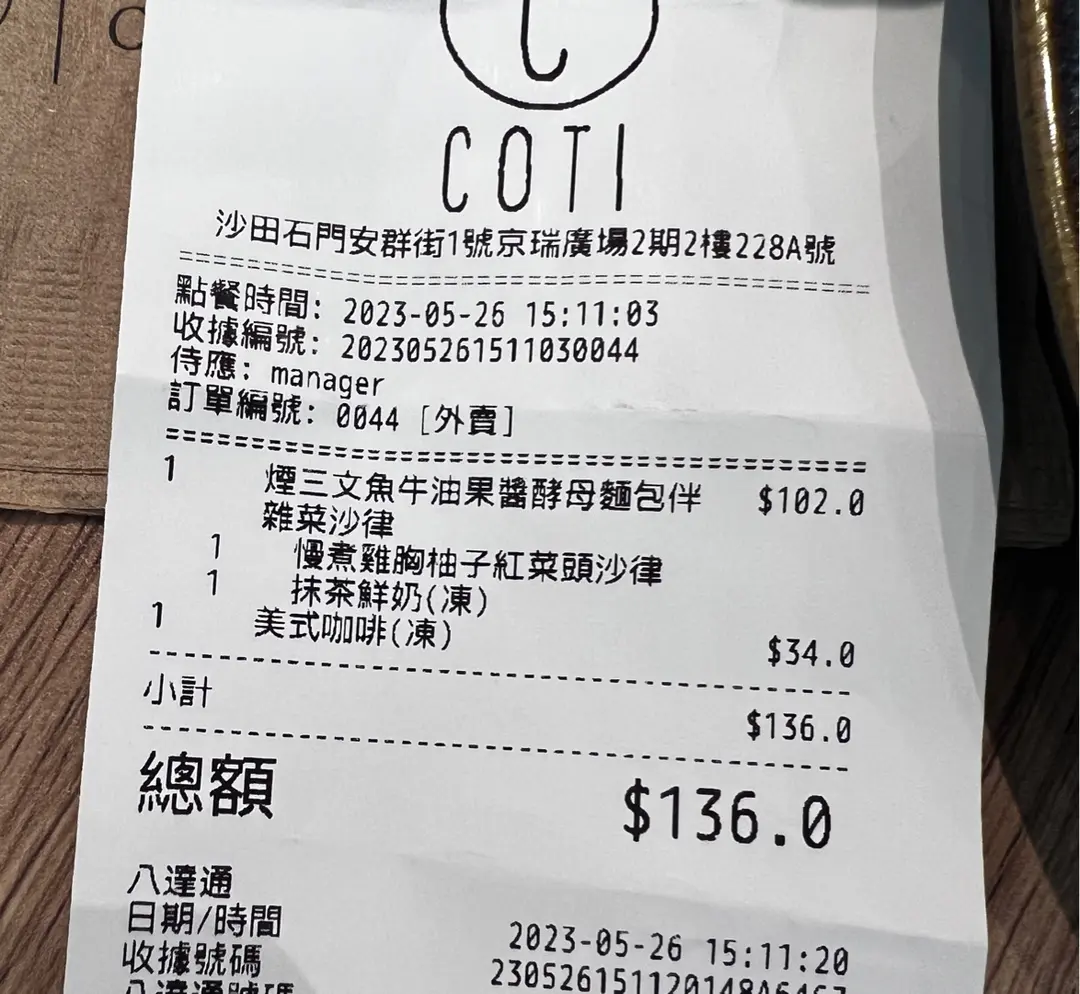 COTI
沙田石門安群街1號京瑞廣場2期2樓228A號
點餐時間: 2023-05-26 15:11:03
收據編號: 202305261511030044
侍應: manager
訂單編號: 0044 [外賣]
1 煙三文魚牛油果醬酵母麵包伴 $102.0
雜菜沙律
1 慢煮雞胸柚子紅菜頭沙律
1 抹茶鮮奶(凍)
1 美式咖啡(凍) $34.0
小計 $136.0
總額 $136.0
八達通
日期/時間 2023-05-26 15:11:20
收據號碼
八達通號碼